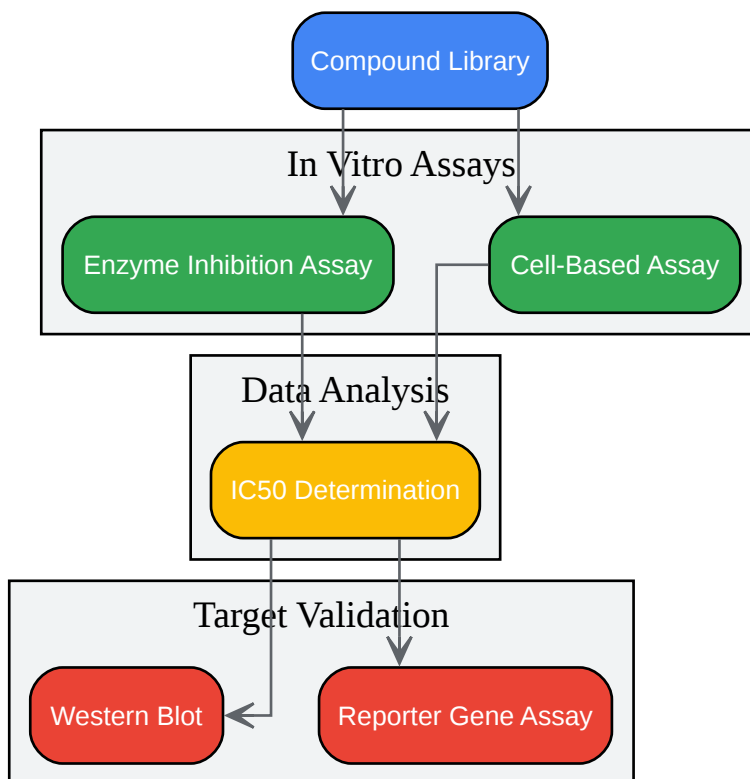 Compound Library
In Vitro Assays
Enzyme Inhibition Assay
Cell-Based Assay
Data Analysis
IC50 Determination
Target Validation
Western Blot
Reporter Gene Assay